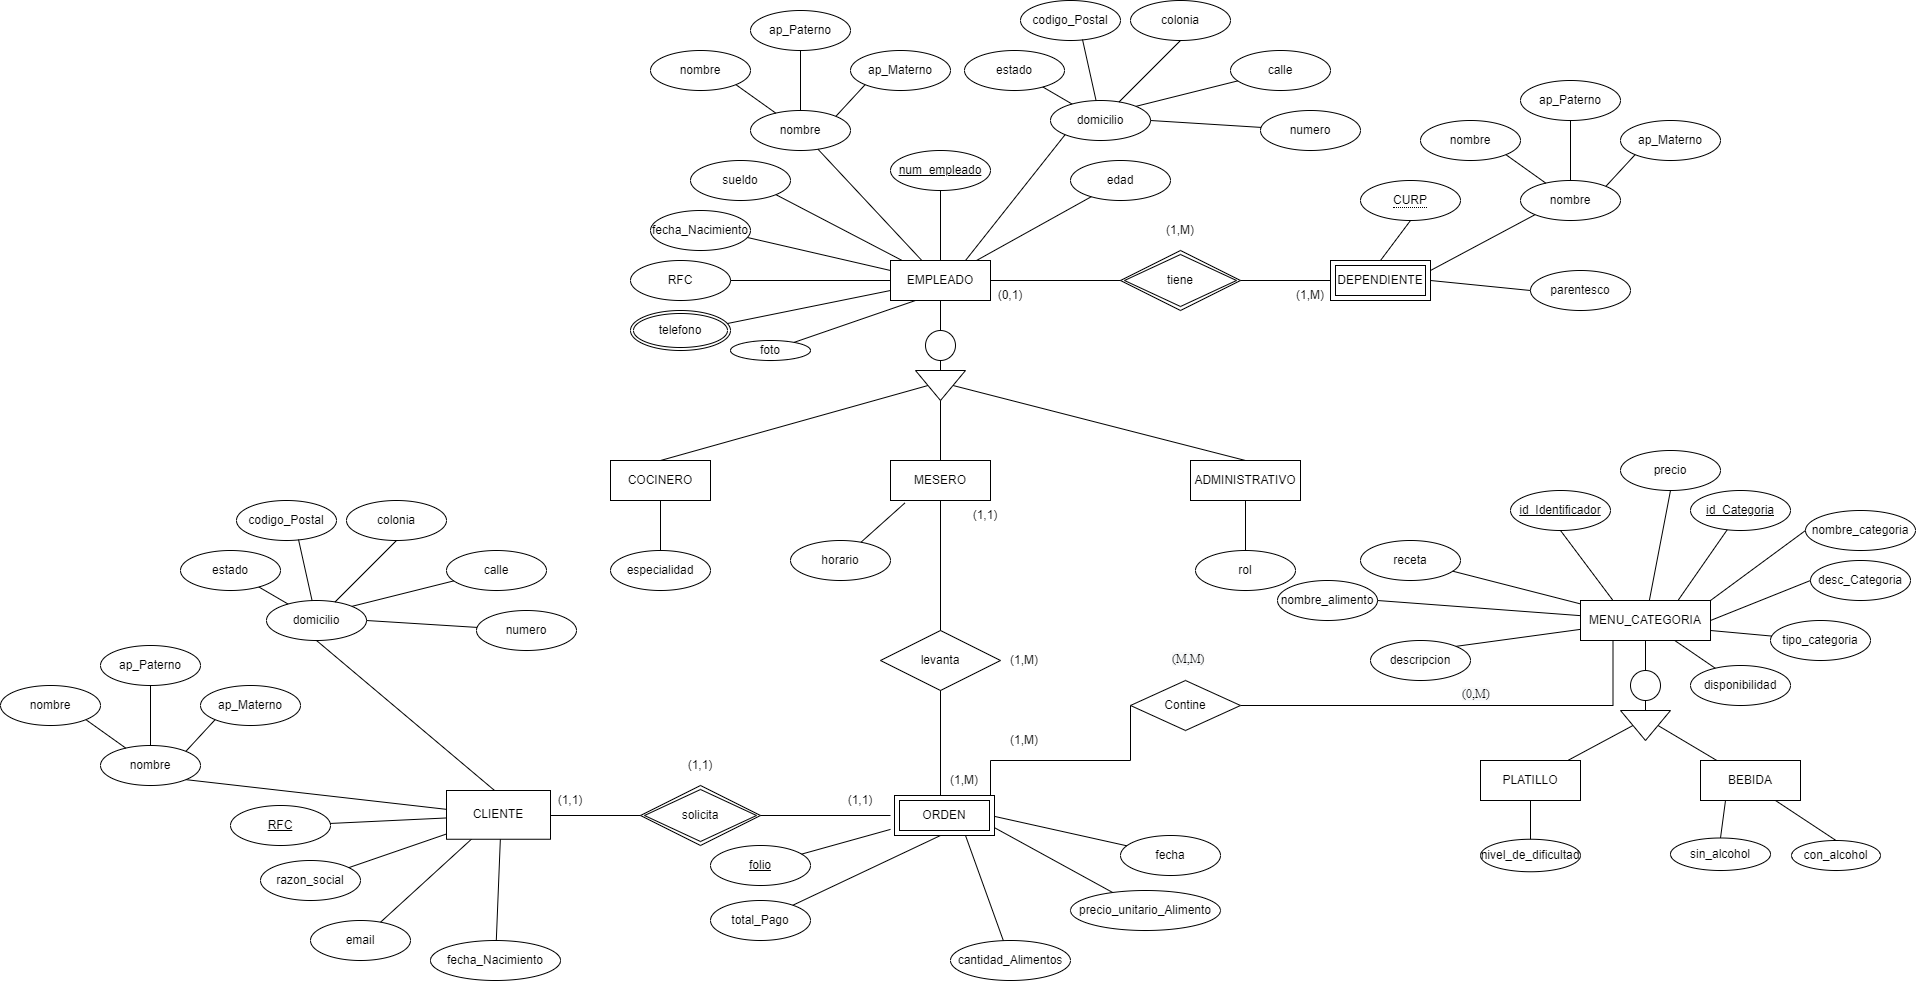 codigo_Postal
colonia
ap_Paterno
nombre
ap_Materno
estado
calle
nombre
domicilio
numero
ap_Paterno
nombre
ap_Materno
sueldo
num_empleado
edad
CURP
nombre
fecha_Nacimiento
(1,M)
RFC
EMPLEADO
tiene
DEPENDIENTE
parentesco
(0,1)
(1,M)
telefono
foto
COCINERO
MESERO
ADMINISTRATIVO
precio
id_Identificador
id_Categoria
nombre_categoria
codigo_Postal
colonia
(1,1)
estado
calle
especialidad
horario
rol
receta
desc_Categoria
nombre_alimento
domicilio
numero
MENU_CATEGORIA
tipo_categoria
ap_Paterno
levanta
(1,M)
(M,M)
descripcion
disponibilidad
nombre
ap_Materno
Contine
(0,M)
(1,M)
nombre
(1,1)
(1,M)
PLATILLO
BEBIDA
(1,1)
(1,1)
CLIENTE
solicita
ORDEN
RFC
folio
fecha
nivel_de_dificultad
sin_alcohol
con_alcohol
razon_social
total_Pago
precio_unitario_Alimento
email
fecha_Nacimiento
cantidad_Alimentos